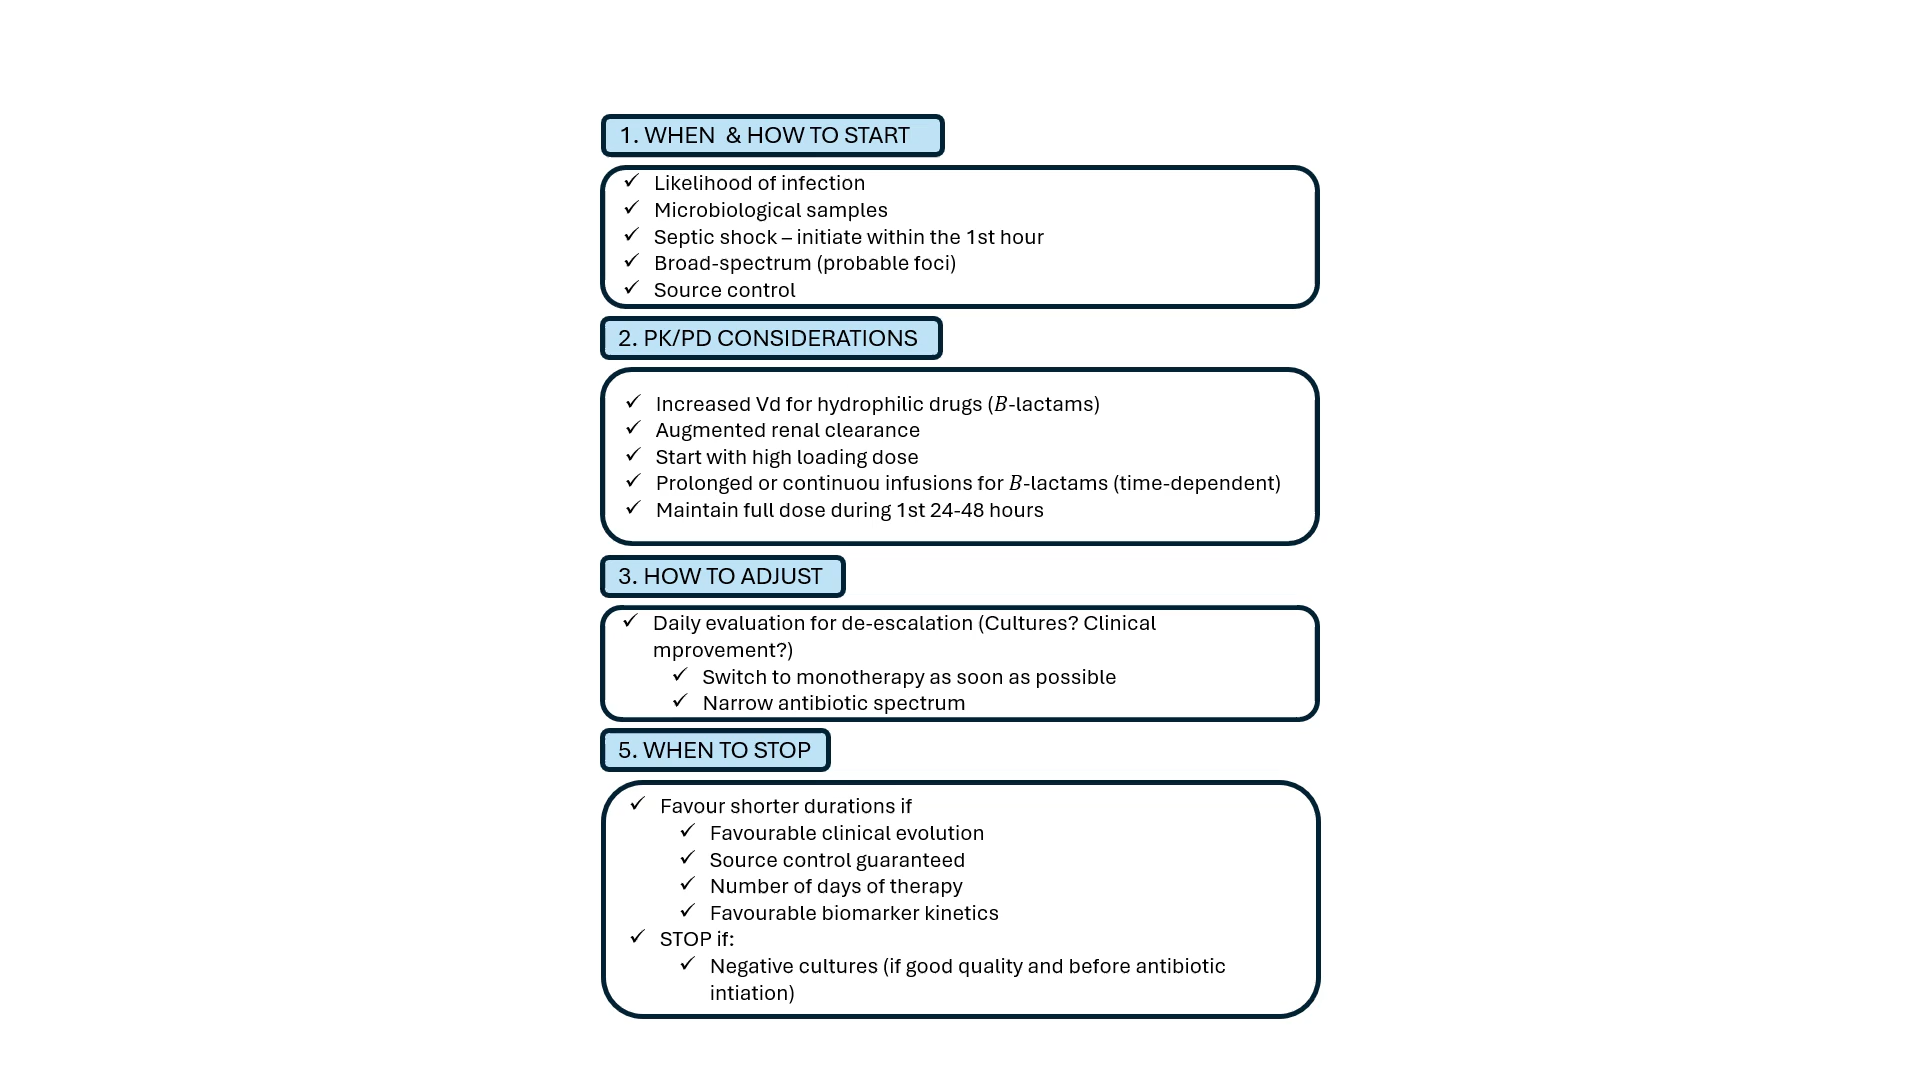 1. WHEN & HOW TO START
✓ Likelihood of infection
✓ Microbiological samples
✓ Septic shock – initiate within the 1st hour
✓ Broad-spectrum (probable foci)
✓ Source control
2. PK/PD CONSIDERATIONS
✓ Increased Vd for hydrophilic drugs (B-lactams)
✓ Augmented renal clearance
✓ Start with high loading dose
✓ Prolonged or continuou infusions for B-lactams (time-dependent)
✓ Maintain full dose during 1st 24-48 hours
3. HOW TO ADJUST
✓ Daily evaluation for de-escalation (Cultures? Clinical
mprovement?)
✓ Switch to monotherapy as soon as possible
✓ Narrow antibiotic spectrum
5. WHEN TO STOP
✓ Favour shorter durations if
✓ Favourable clinical evolution
✓ Source control guaranteed
✓ Number of days of therapy
✓ Favourable biomarker kinetics
✓ STOP if:
✓ Negative cultures (if good quality and before antibiotic
intiation)